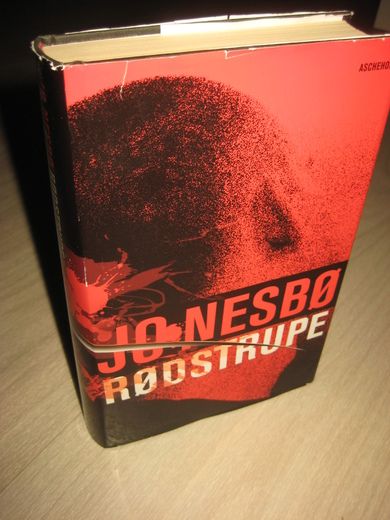 ASCHEHO
JO NESBØ
RØDSTRUPE